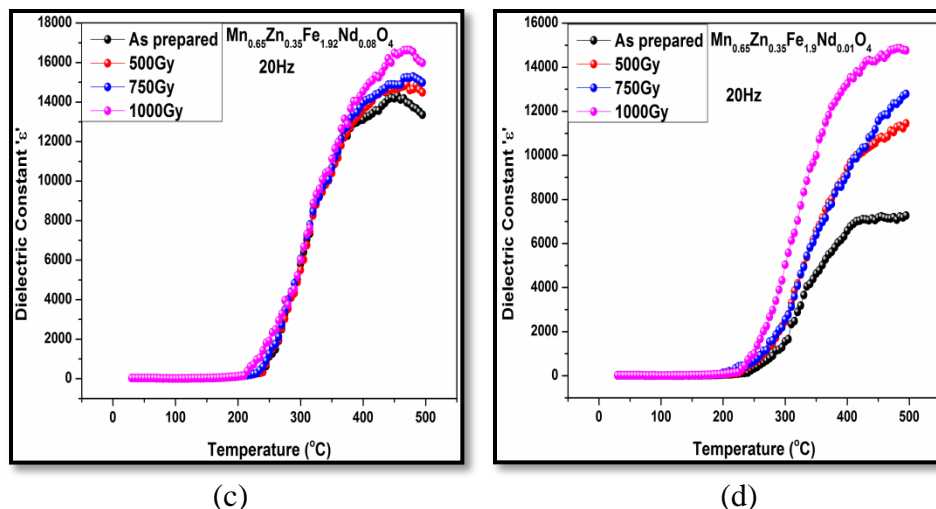 As prepared
500Gy
750Gy
1000Gy
Mn0.65Zn0.35Fe1.92Nd0.08O4
20Hz
18000
16000
14000
12000
10000
8000
6000
4000
2000
0
Dielectric Constant 'ε'
0 100 200 300 400 500
Temperature (°C)
(c)
As prepared
500Gy
750Gy
1000Gy
Mn0.65Zn0.35Fe1.9Nd0.01O4
20Hz
16000
14000
12000
10000
8000
6000
4000
2000
0
Dielectric Constant 'ε'
0 100 200 300 400 500
Temperature (°C)
(d)